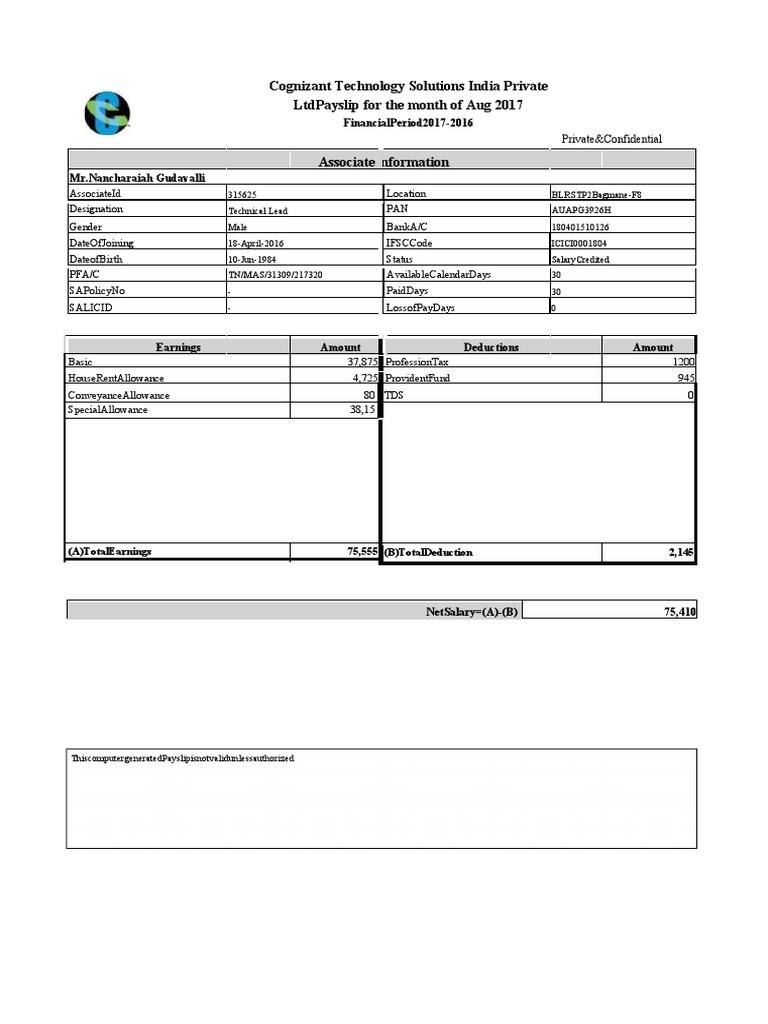 Cognizant Technology Solutions India Private
LtdPayslip for the month of Aug 2017
FinancialPeriod2017-2016
Private&Confidential
Associate nformation
Mr.Nancharaiah Gudavalli
AssociateId 315625 Location BLRSTP2Bagmane-F8
Designation Technical Lead PAN AUAPG3926H
Gender Male BankA/C 180401510126
DateOfJoining 18-April-2016 IFSCCode ICICI0001804
DateofBirth 10-Jun-1984 Status SalaryCredited
PFA/C TN/MAS/31309/217320 AvailableCalendarDays 30
SAPolicyNo - PaidDays 30
SALICID - LossofPayDays 0
Earnings Amount Deductions Amount
Basic 37,875 ProfessionTax 1200
HouseRentAllowance 4,725 ProvidentFund 945
ConveyanceAllowance 80 TDS 0
SpecialAllowance 38,15
(A)TotalEarnings 75,555 (B)TotalDeduction 2,145
NetSalary=(A)-(B) 75,410
ThiscomputergeneratedPayslipisnotvalidunlessauthorized